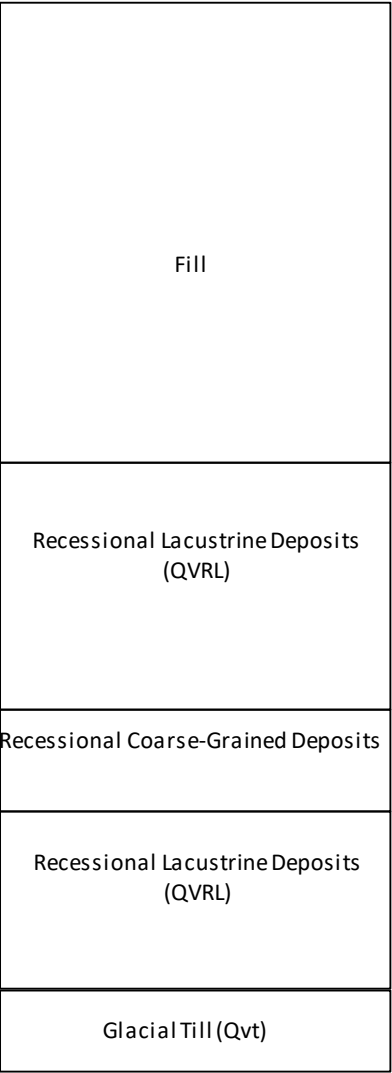 Fill
Recessional Lacustrine Deposits
(QVRL)
Recessional Coarse-Grained Deposits
Recessional Lacustrine Deposits
(QVRL)
Glacial Till (Qvt)